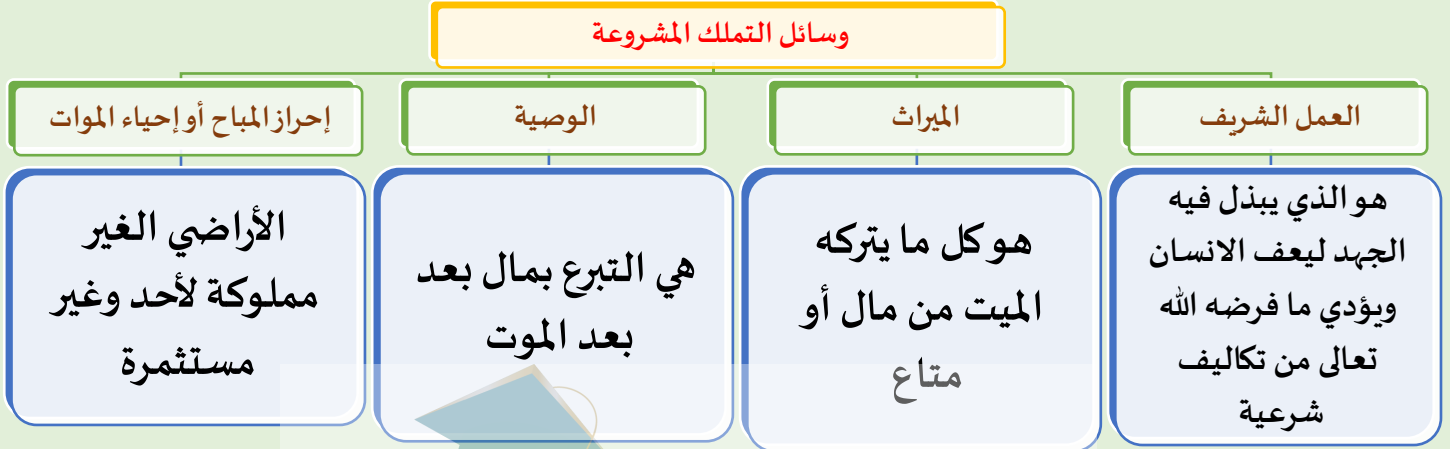 وسائل التملك المشروعة
العمل الشريف
هو الذي يبذل فيه
الجهد ليعف الانسان
ويؤدي ما فرضه الله
تعالى من تكاليف
شرعية
الميراث
هو كل ما يتركه
الميت من مال أو
متاع
الوصية
هي التبرع بمال بعد
بعد الموت
إحراز المباح أو إحياء الموات
الأراضي الغير
مملوكة لأحد وغير
مستثمرة